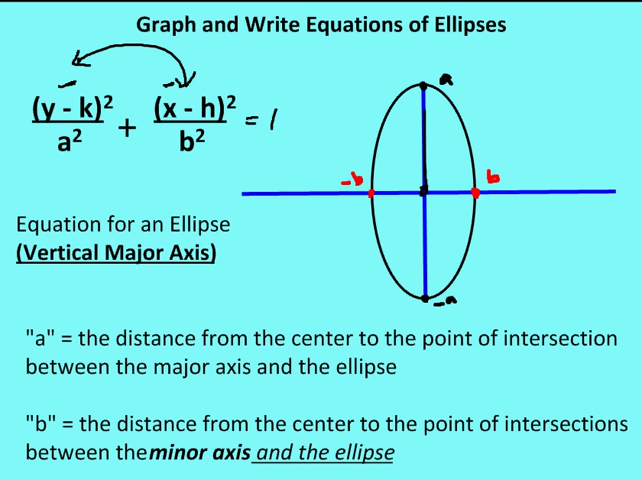 Graph and Write Equations of Ellipses
(y - k)² / a² + (x - h)² / b² = 1
a
-b b
Equation for an Ellipse
(Vertical Major Axis)
-a
"a" = the distance from the center to the point of intersection
between the major axis and the ellipse
"b" = the distance from the center to the point of intersections
between the minor axis and the ellipse